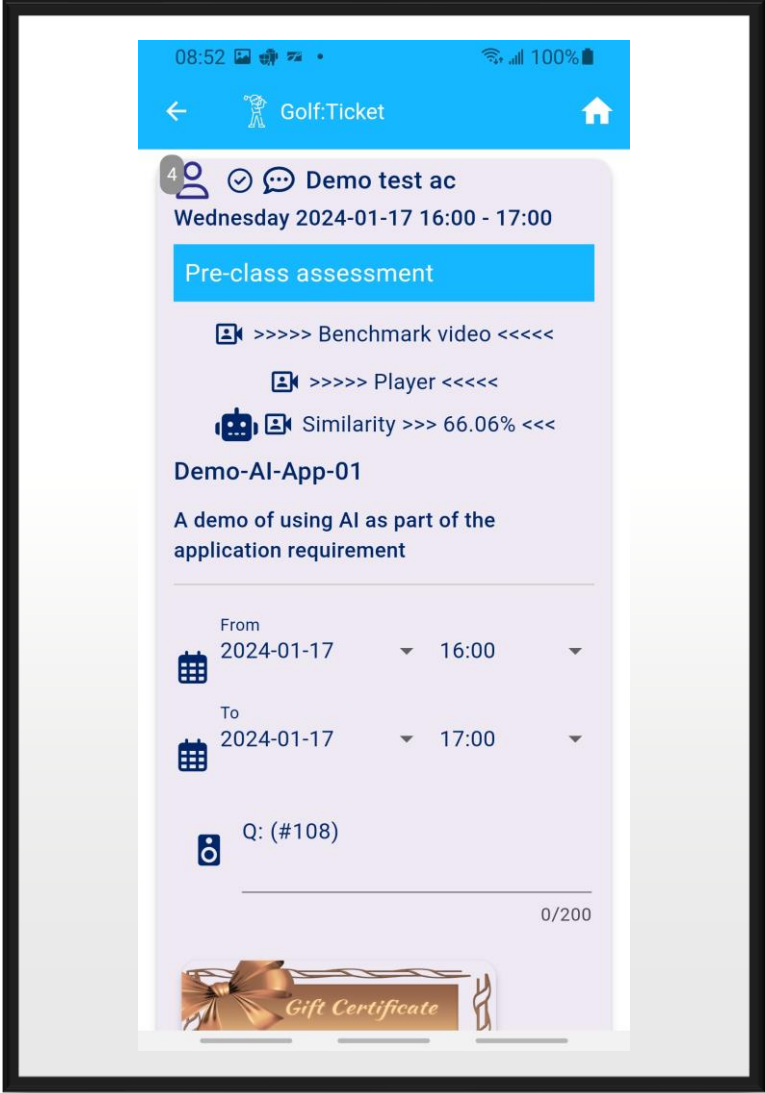 08:52 100%
Golf:Ticket
4 Demo test ac
Wednesday 2024-01-17 16:00 - 17:00
Pre-class assessment
>>>>> Benchmark video <<<<<
>>>>> Player <<<<<
Similarity >>> 66.06% <<<
Demo-AI-App-01
A demo of using AI as part of the
application requirement
From
2024-01-17 16:00
To
2024-01-17 17:00
Q: (#108)
0/200
Gift Certificate